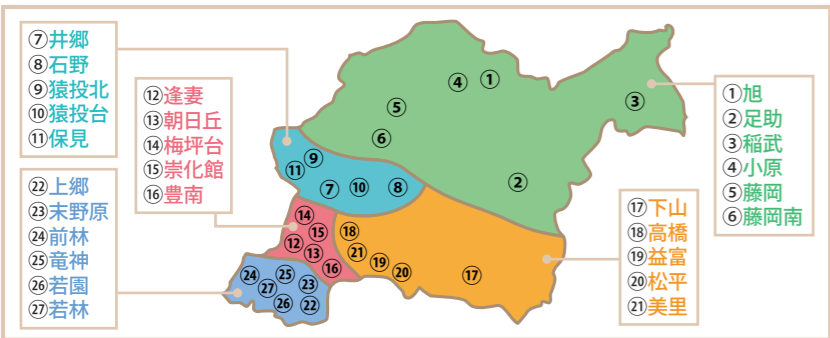 ⑦井郷
⑧石野
⑨猿投北
⑩猿投台
⑪保見
⑫逢妻
⑬朝日丘
⑭梅坪台
⑮崇化館
⑯豊南
㉒上郷
㉓末野原
㉔前林
㉕竜神
㉖若園
㉗若林
①旭
②足助
③稲武
④小原
⑤藤岡
⑥藤岡南
⑰下山
⑱高橋
⑲益富
⑳松平
㉑美里
④ ①
③
⑤
⑥
②
⑨
⑪
⑦ ⑩ ⑧
⑭
⑮
⑫
⑬
⑯
⑱
㉑
⑲
⑳
⑰
㉔ ㉕
㉗ ㉓
㉖ ㉒